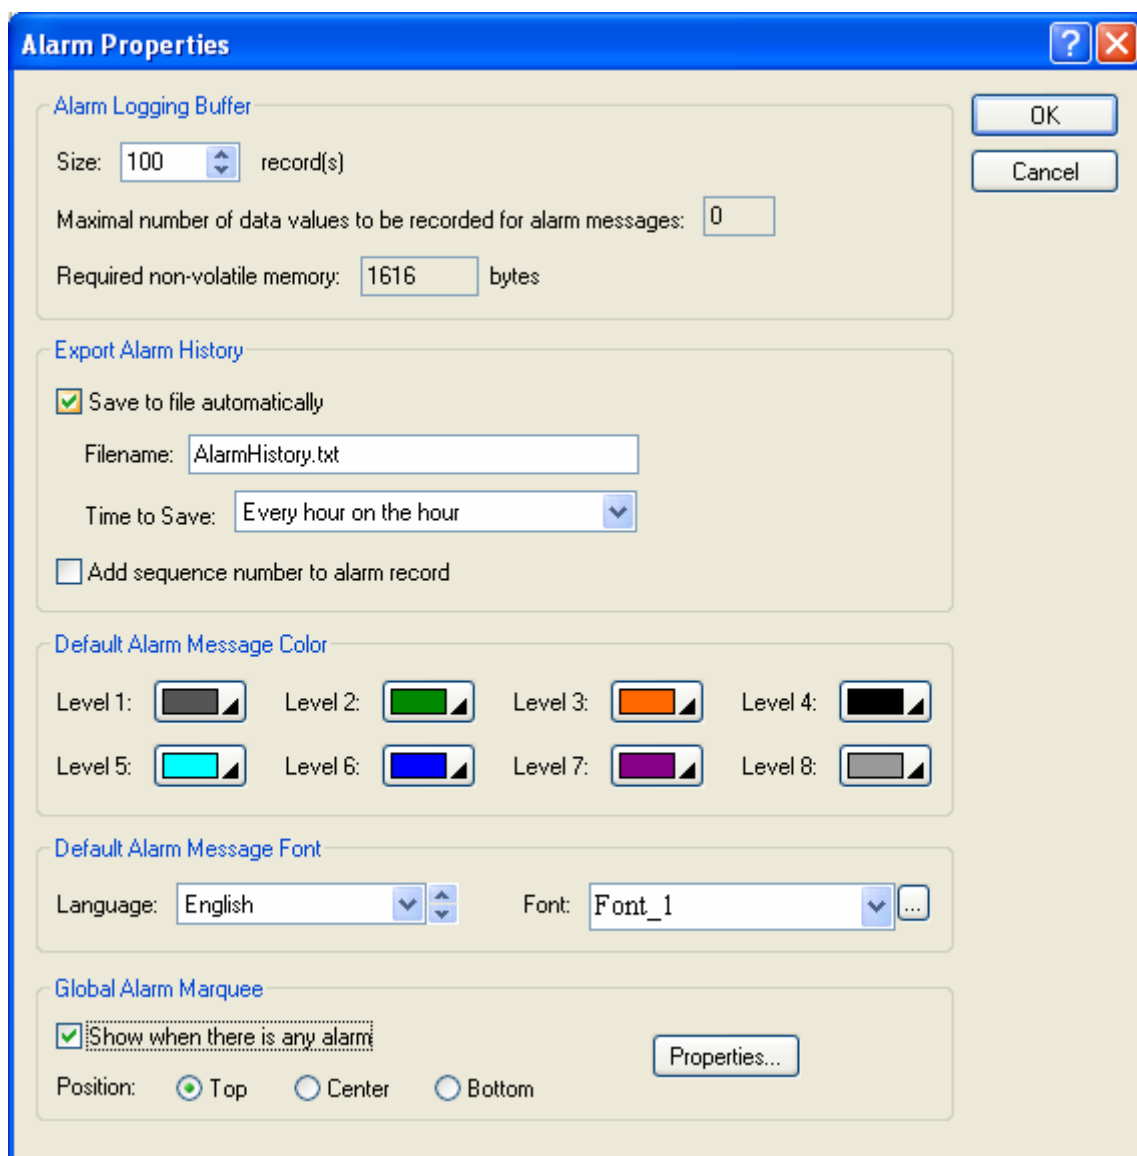 Alarm Properties
Alarm Logging Buffer
OK
Size: 100 record(s)
Cancel
Maximal number of data values to be recorded for alarm messages: 0
Required non-volatile memory: 1616 bytes
Export Alarm History
Save to file automatically
Filename: AlarmHistory.txt
Time to Save: Every hour on the hour
Add sequence number to alarm record
Default Alarm Message Color
Level 1: Level 2: Level 3: Level 4:
Level 5: Level 6: Level 7: Level 8:
Default Alarm Message Font
Language: English Font: Font_1 ...
Global Alarm Marquee
Show when there is any alarm
Properties...
Position: Top Center Bottom